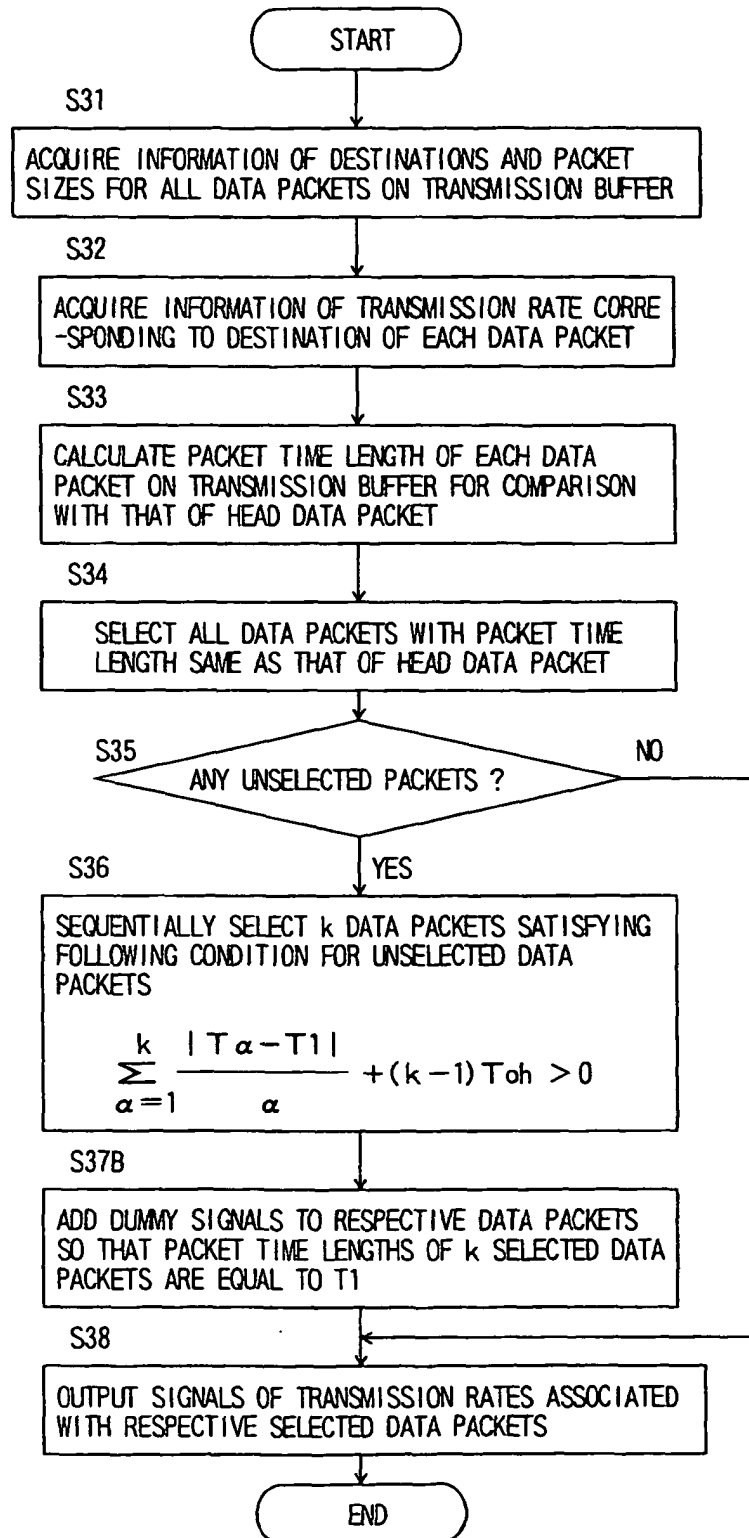 START
S31
ACQUIRE INFORMATION OF DESTINATIONS AND PACKET
SIZES FOR ALL DATA PACKETS ON TRANSMISSION BUFFER
S32
ACQUIRE INFORMATION OF TRANSMISSION RATE CORRE
-SPONDING TO DESTINATION OF EACH DATA PACKET
S33
CALCULATE PACKET TIME LENGTH OF EACH DATA
PACKET ON TRANSMISSION BUFFER FOR COMPARISON
WITH THAT OF HEAD DATA PACKET
S34
SELECT ALL DATA PACKETS WITH PACKET TIME
LENGTH SAME AS THAT OF HEAD DATA PACKET
S35
ANY UNSELECTED PACKETS ?
NO
YES
S36
SEQUENTIALLY SELECT k DATA PACKETS SATISFYING
FOLLOWING CONDITION FOR UNSELECTED DATA
PACKETS
k
∑ |Tα-T1| / α +(k-1)Toh >0
α=1
S37B
ADD DUMMY SIGNALS TO RESPECTIVE DATA PACKETS
SO THAT PACKET TIME LENGTHS OF k SELECTED DATA
PACKETS ARE EQUAL TO T1
S38
OUTPUT SIGNALS OF TRANSMISSION RATES ASSOCIATED
WITH RESPECTIVE SELECTED DATA PACKETS
END